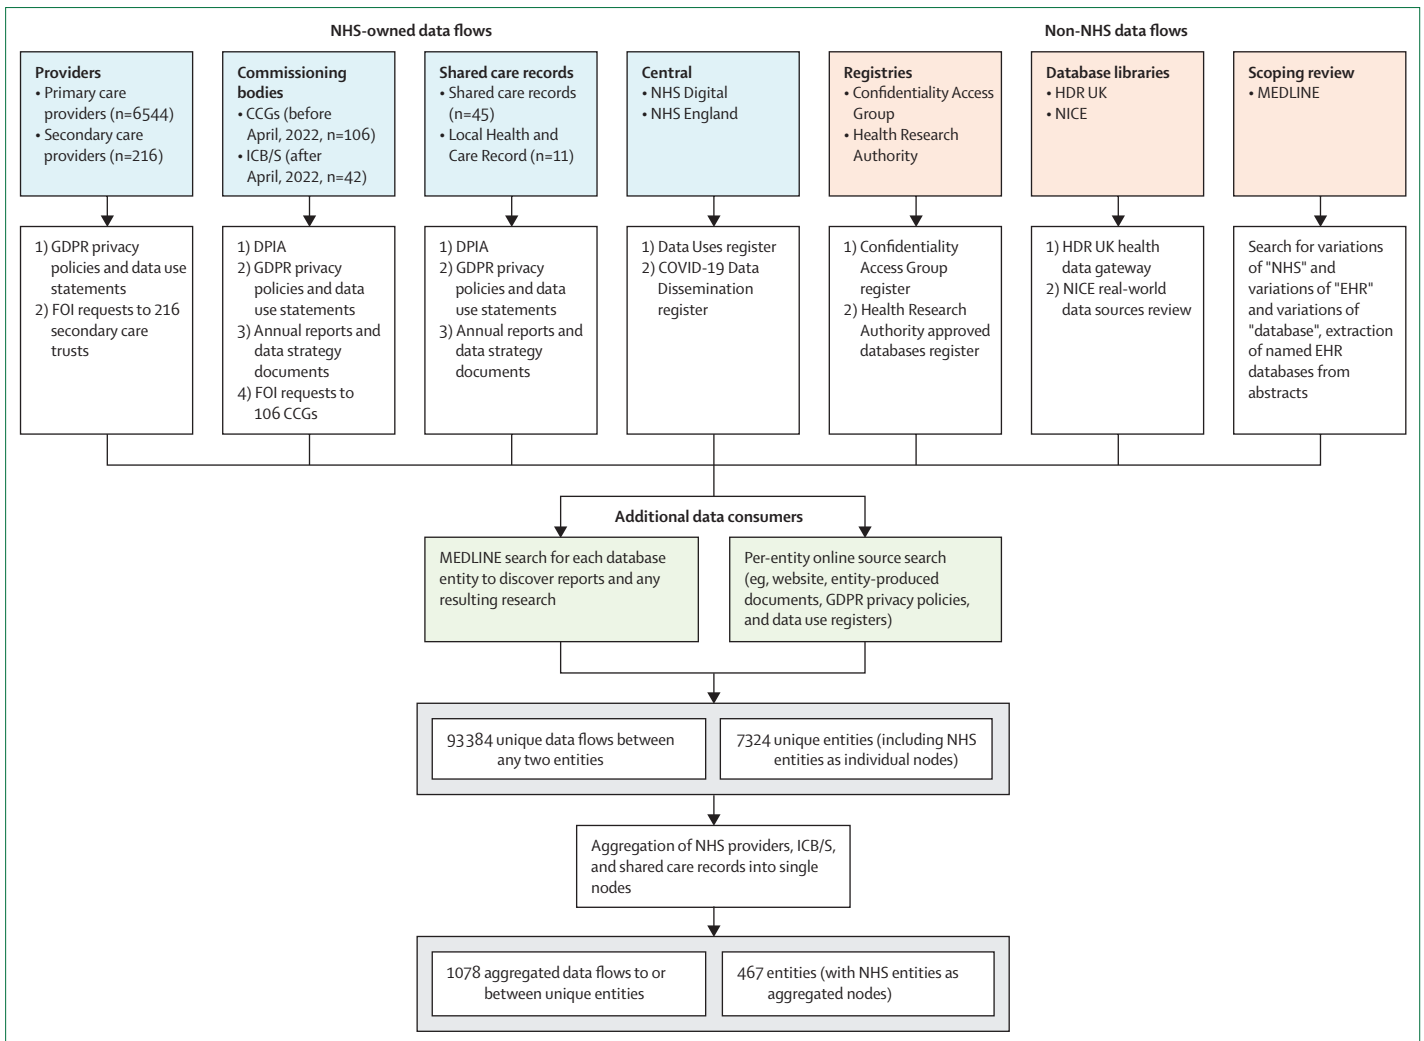 NHS-owned data flows
Non-NHS data flows
Providers
• Primary care
providers (n=6544)
• Secondary care
providers (n=216)
Commissioning
bodies
• CCGs (before
April, 2022, n=106)
• ICB/S (after
April, 2022, n=42)
Shared care records
• Shared care records
(n=45)
• Local Health and
Care Record (n=11)
Central
• NHS Digital
• NHS England
Registries
• Confidentiality Access
Group
• Health Research
Authority
Database libraries
• HDR UK
• NICE
Scoping review
• MEDLINE
1) GDPR privacy
policies and data use
statements
2) FOI requests to 216
secondary care
trusts
1) DPIA
2) GDPR privacy
policies and data
use statements
3) Annual reports and
data strategy
documents
4) FOI requests to
106 CCGs
1) DPIA
2) GDPR privacy
policies and data
use statements
3) Annual reports and
data strategy
documents
1) Data Uses register
2) COVID-19 Data
Dissemination
register
1) Confidentiality
Access Group
register
2) Health Research
Authority approved
databases register
1) HDR UK health
data gateway
2) NICE real-world
data sources review
Search for variations
of "NHS" and
variations of "EHR"
and variations of
"database", extraction
of named EHR
databases from
abstracts
Additional data consumers
MEDLINE search for each database
entity to discover reports and any
resulting research
Per-entity online source search
(eg, website, entity-produced
documents, GDPR privacy policies,
and data use registers)
93384 unique data flows between
any two entities
7324 unique entities (including NHS
entities as individual nodes)
Aggregation of NHS providers, ICB/S,
and shared care records into single
nodes
1078 aggregated data flows to or
between unique entities
467 entities (with NHS entities as
aggregated nodes)